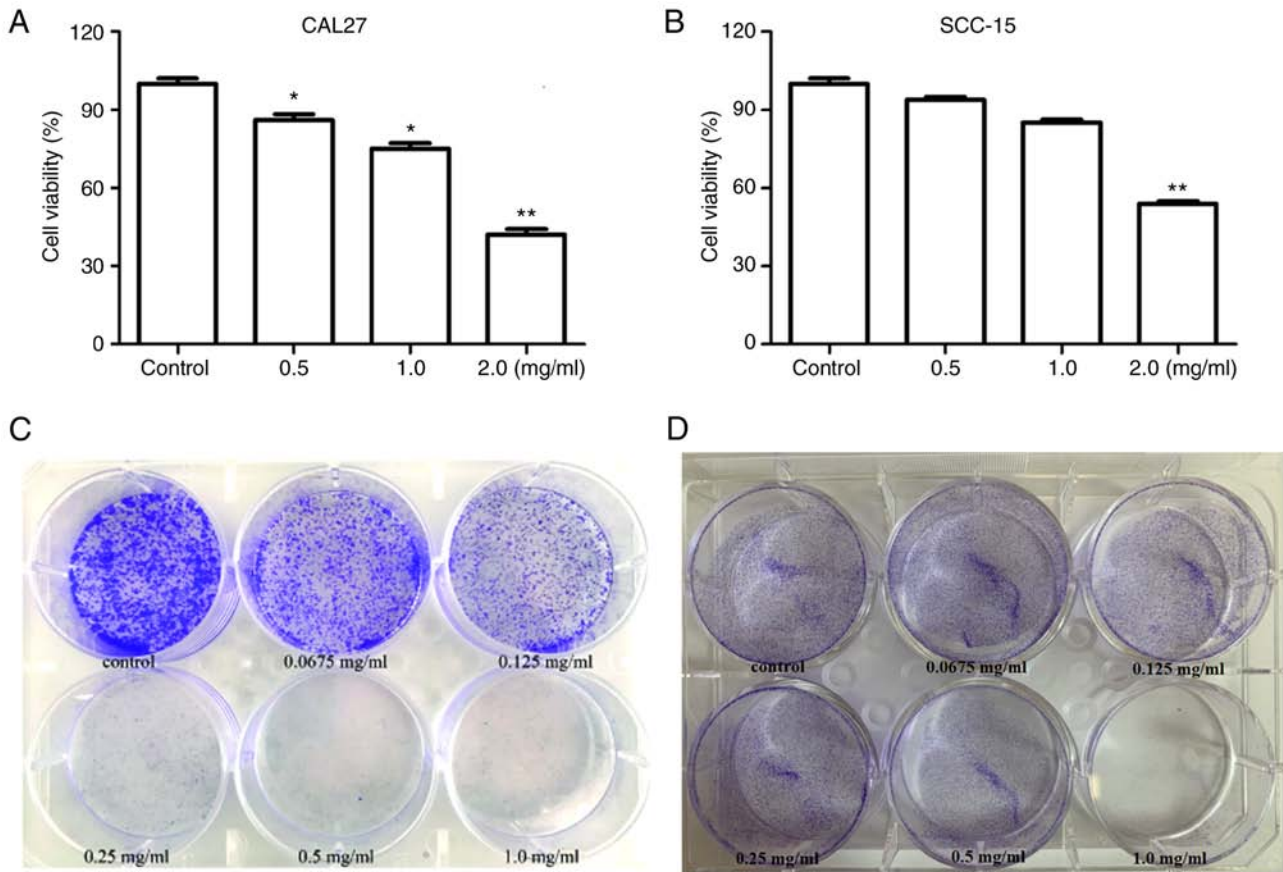 A
CAL27
Cell viability (%)
120
90
60
30
0
*
*
**
Control
0.5
1.0
2.0 (mg/ml)
B
SCC-15
Cell viability (%)
120
90
60
30
0
**
Control
0.5
1.0
2.0 (mg/ml)
C
control
0.0675 mg/ml
0.125 mg/ml
0.25 mg/ml
0.5 mg/ml
1.0 mg/ml
D
control
0.0675 mg/ml
0.125 mg/ml
0.25 mg/ml
0.5 mg/ml
1.0 mg/ml